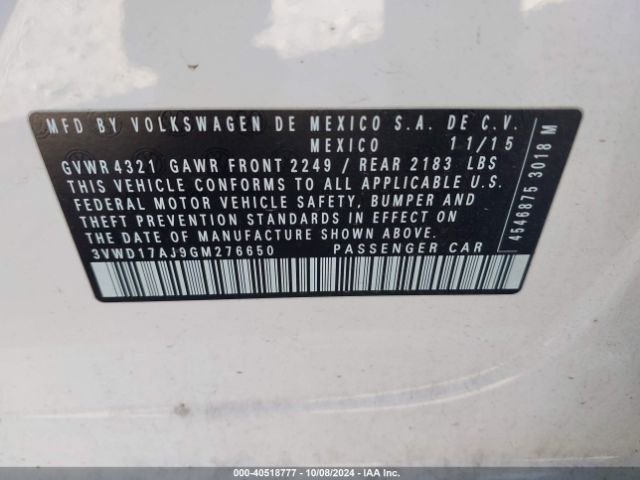 MFD BY VOLKSWAGEN DE MEXICO S.A. DE C.V.
MEXICO 11/15
GVWR 4321 GAWR FRONT 2249 / REAR 2183 LBS
THIS VEHICLE CONFORMS TO ALL APPLICABLE U.S.
FEDERAL MOTOR VEHICLE SAFETY, BUMPER AND
THEFT PREVENTION STANDARDS IN EFFECT ON
THE DATE OF MANUFACTURE SHOWN ABOVE.
3VWD17AJ9GM276650 PASSENGER CAR
4546875 3018 M
000-40518777 - 10/08/2024 - IAA Inc.